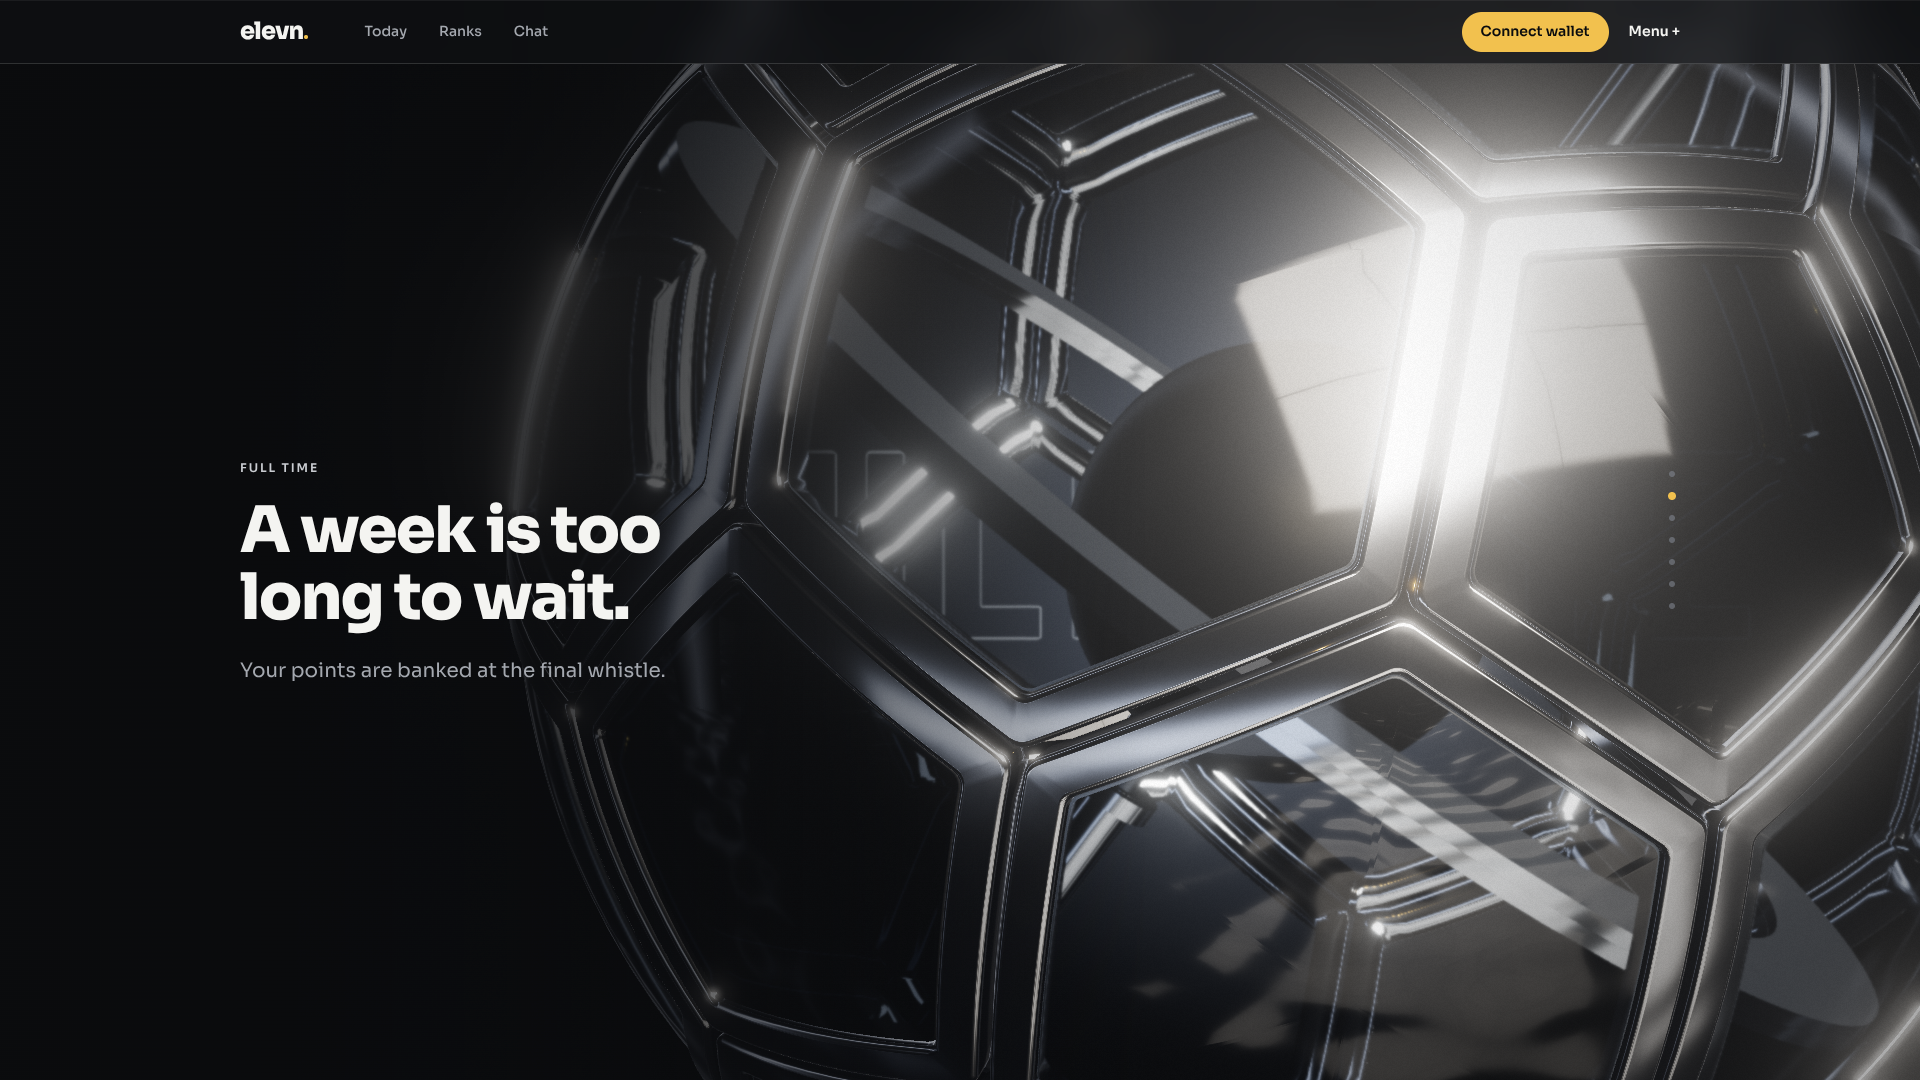 elevn.
Today
Ranks
Chat
Connect wallet
Menu +
FULL TIME
A week is too
long to wait.
Your points are banked at the final whistle.